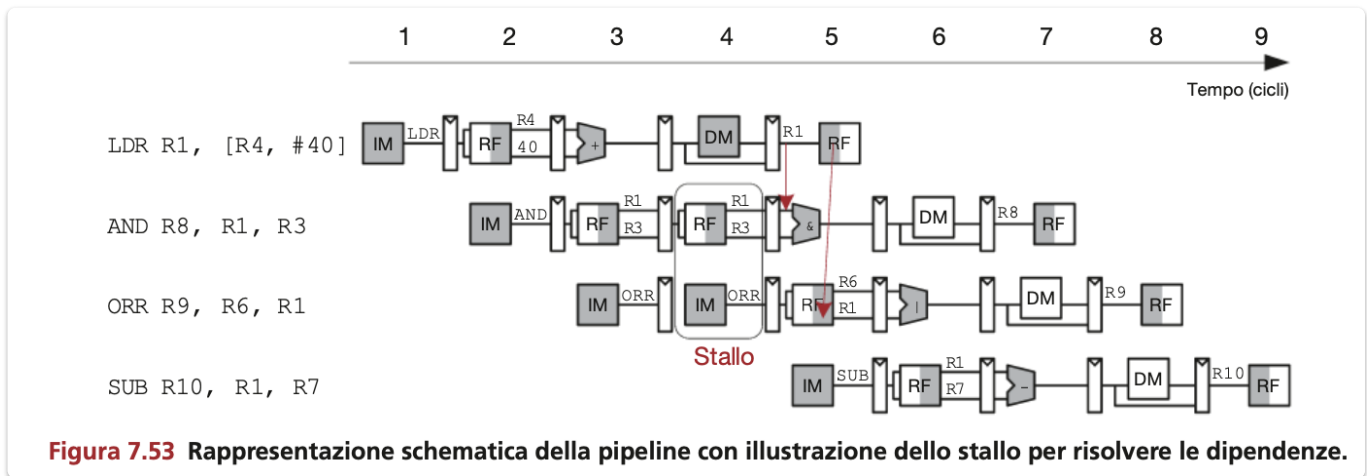 1 2 3 4 5 6 7 8 9
Tempo (cicli)
LDR R1, [R4, #40] IM LDR RF R4 40 + DM R1 RF
AND R8, R1, R3 IM AND RF R1 R3 RF R1 R3 & DM R8 RF
ORR R9, R6, R1 IM ORR IM ORR RF R6 R1 | DM R9 RF
Stallo
SUB R10, R1, R7 IM SUB RF R1 R7 - DM R10 RF
Figura 7.53 Rappresentazione schematica della pipeline con illustrazione dello stallo per risolvere le dipendenze.